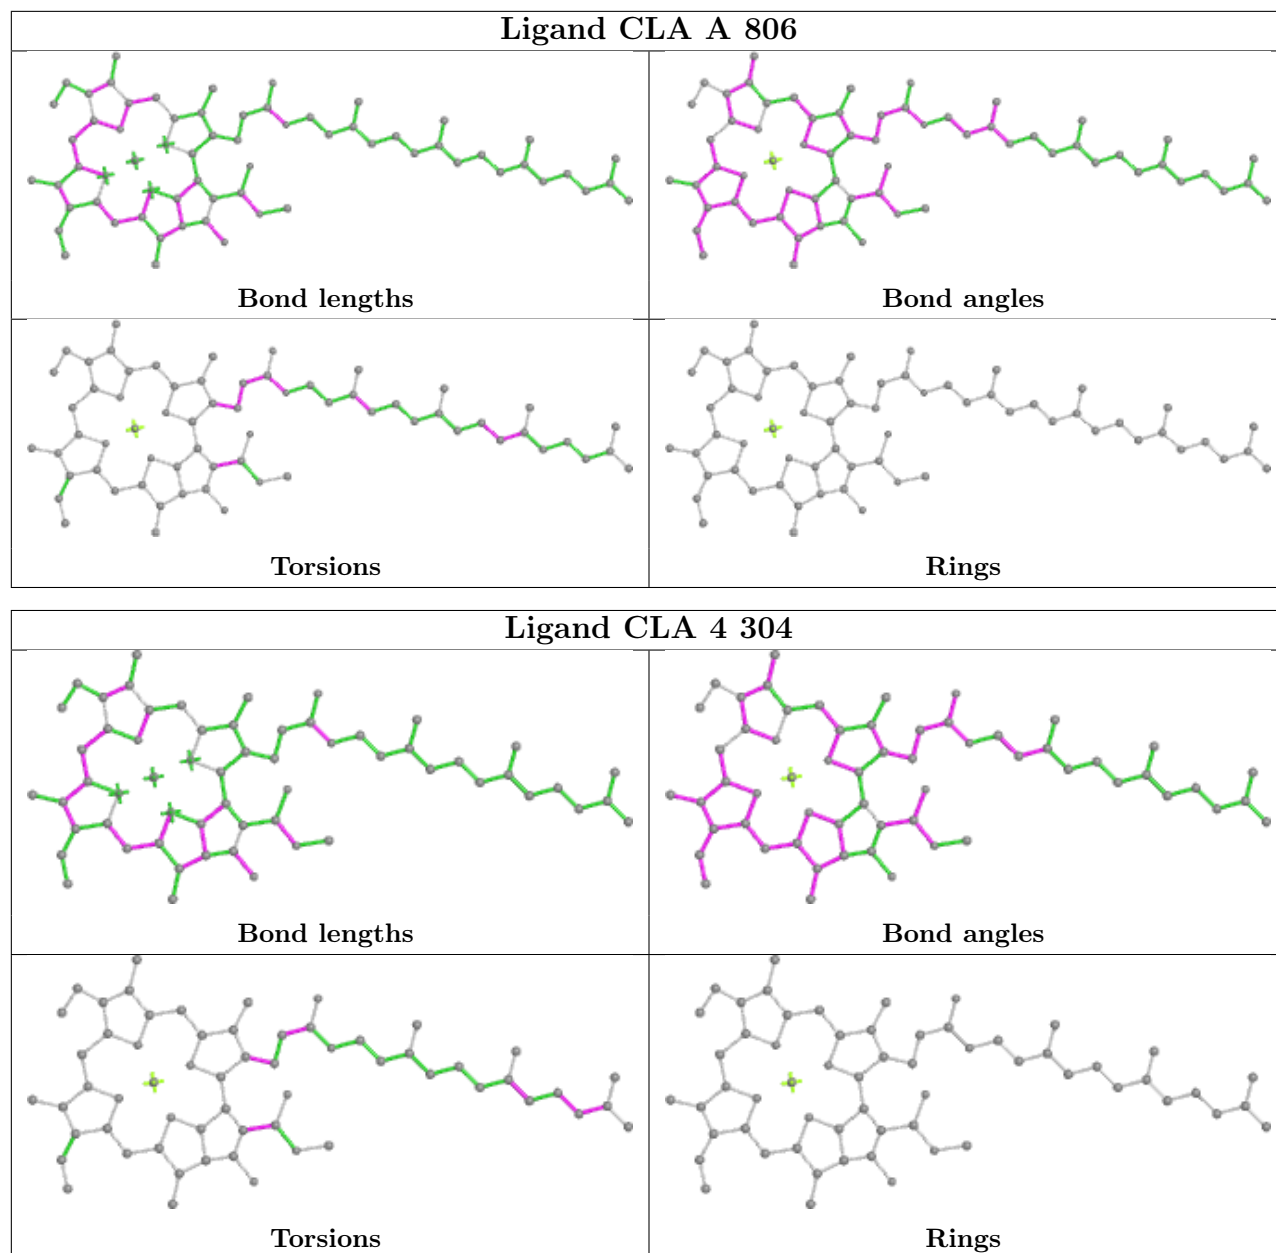 Ligand CLA A 806
Bond lengths
Bond angles
Torsions
Rings
Ligand CLA 4 304
Bond lengths
Bond angles
Torsions
Rings